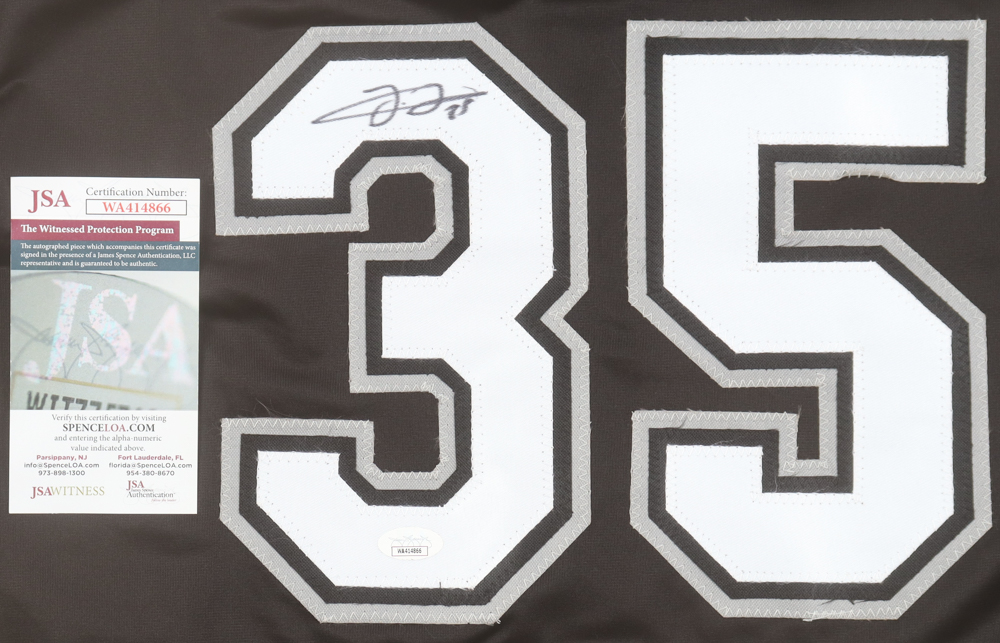 35
JSA
Certification Number:
WA414866
The Witnessed Protection Program
The autographed piece which accompanies this certificate was
signed in the presence of a James Spence Authentication, LLC
representative and is guaranteed to be authentic.
JSA
Verify this certification by visiting
SPENCELOA.COM
and entering the alpha-numeric
value indicated above.
Parsippany, NJ Fort Lauderdale, FL
info@SpenceLOA.com florida@SpenceLOA.com
973-898-1300 954-380-8670
JSAWITNESS JSA
Authentication
WA414866